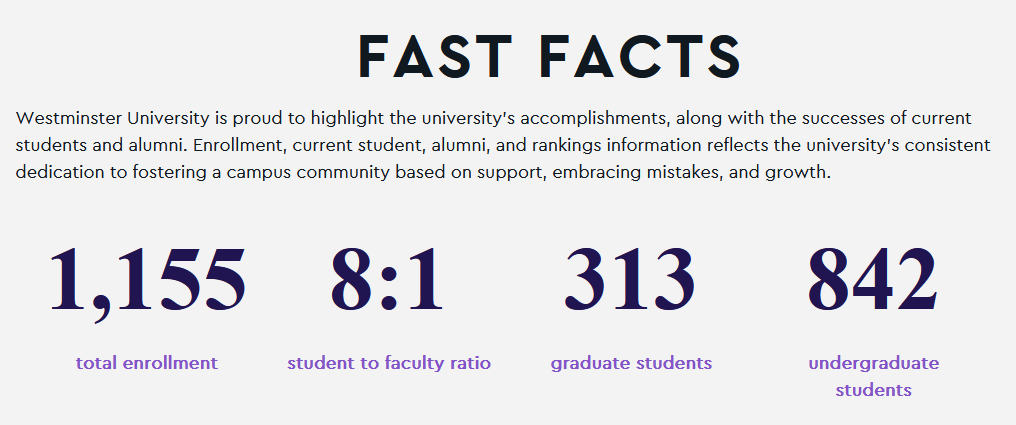 FAST FACTS
Westminster University is proud to highlight the university's accomplishments, along with the successes of current
students and alumni. Enrollment, current student, alumni, and rankings information reflects the university's consistent
dedication to fostering a campus community based on support, embracing mistakes, and growth.
1,155
total enrollment
8:1
student to faculty ratio
313
graduate students
842
undergraduate
students